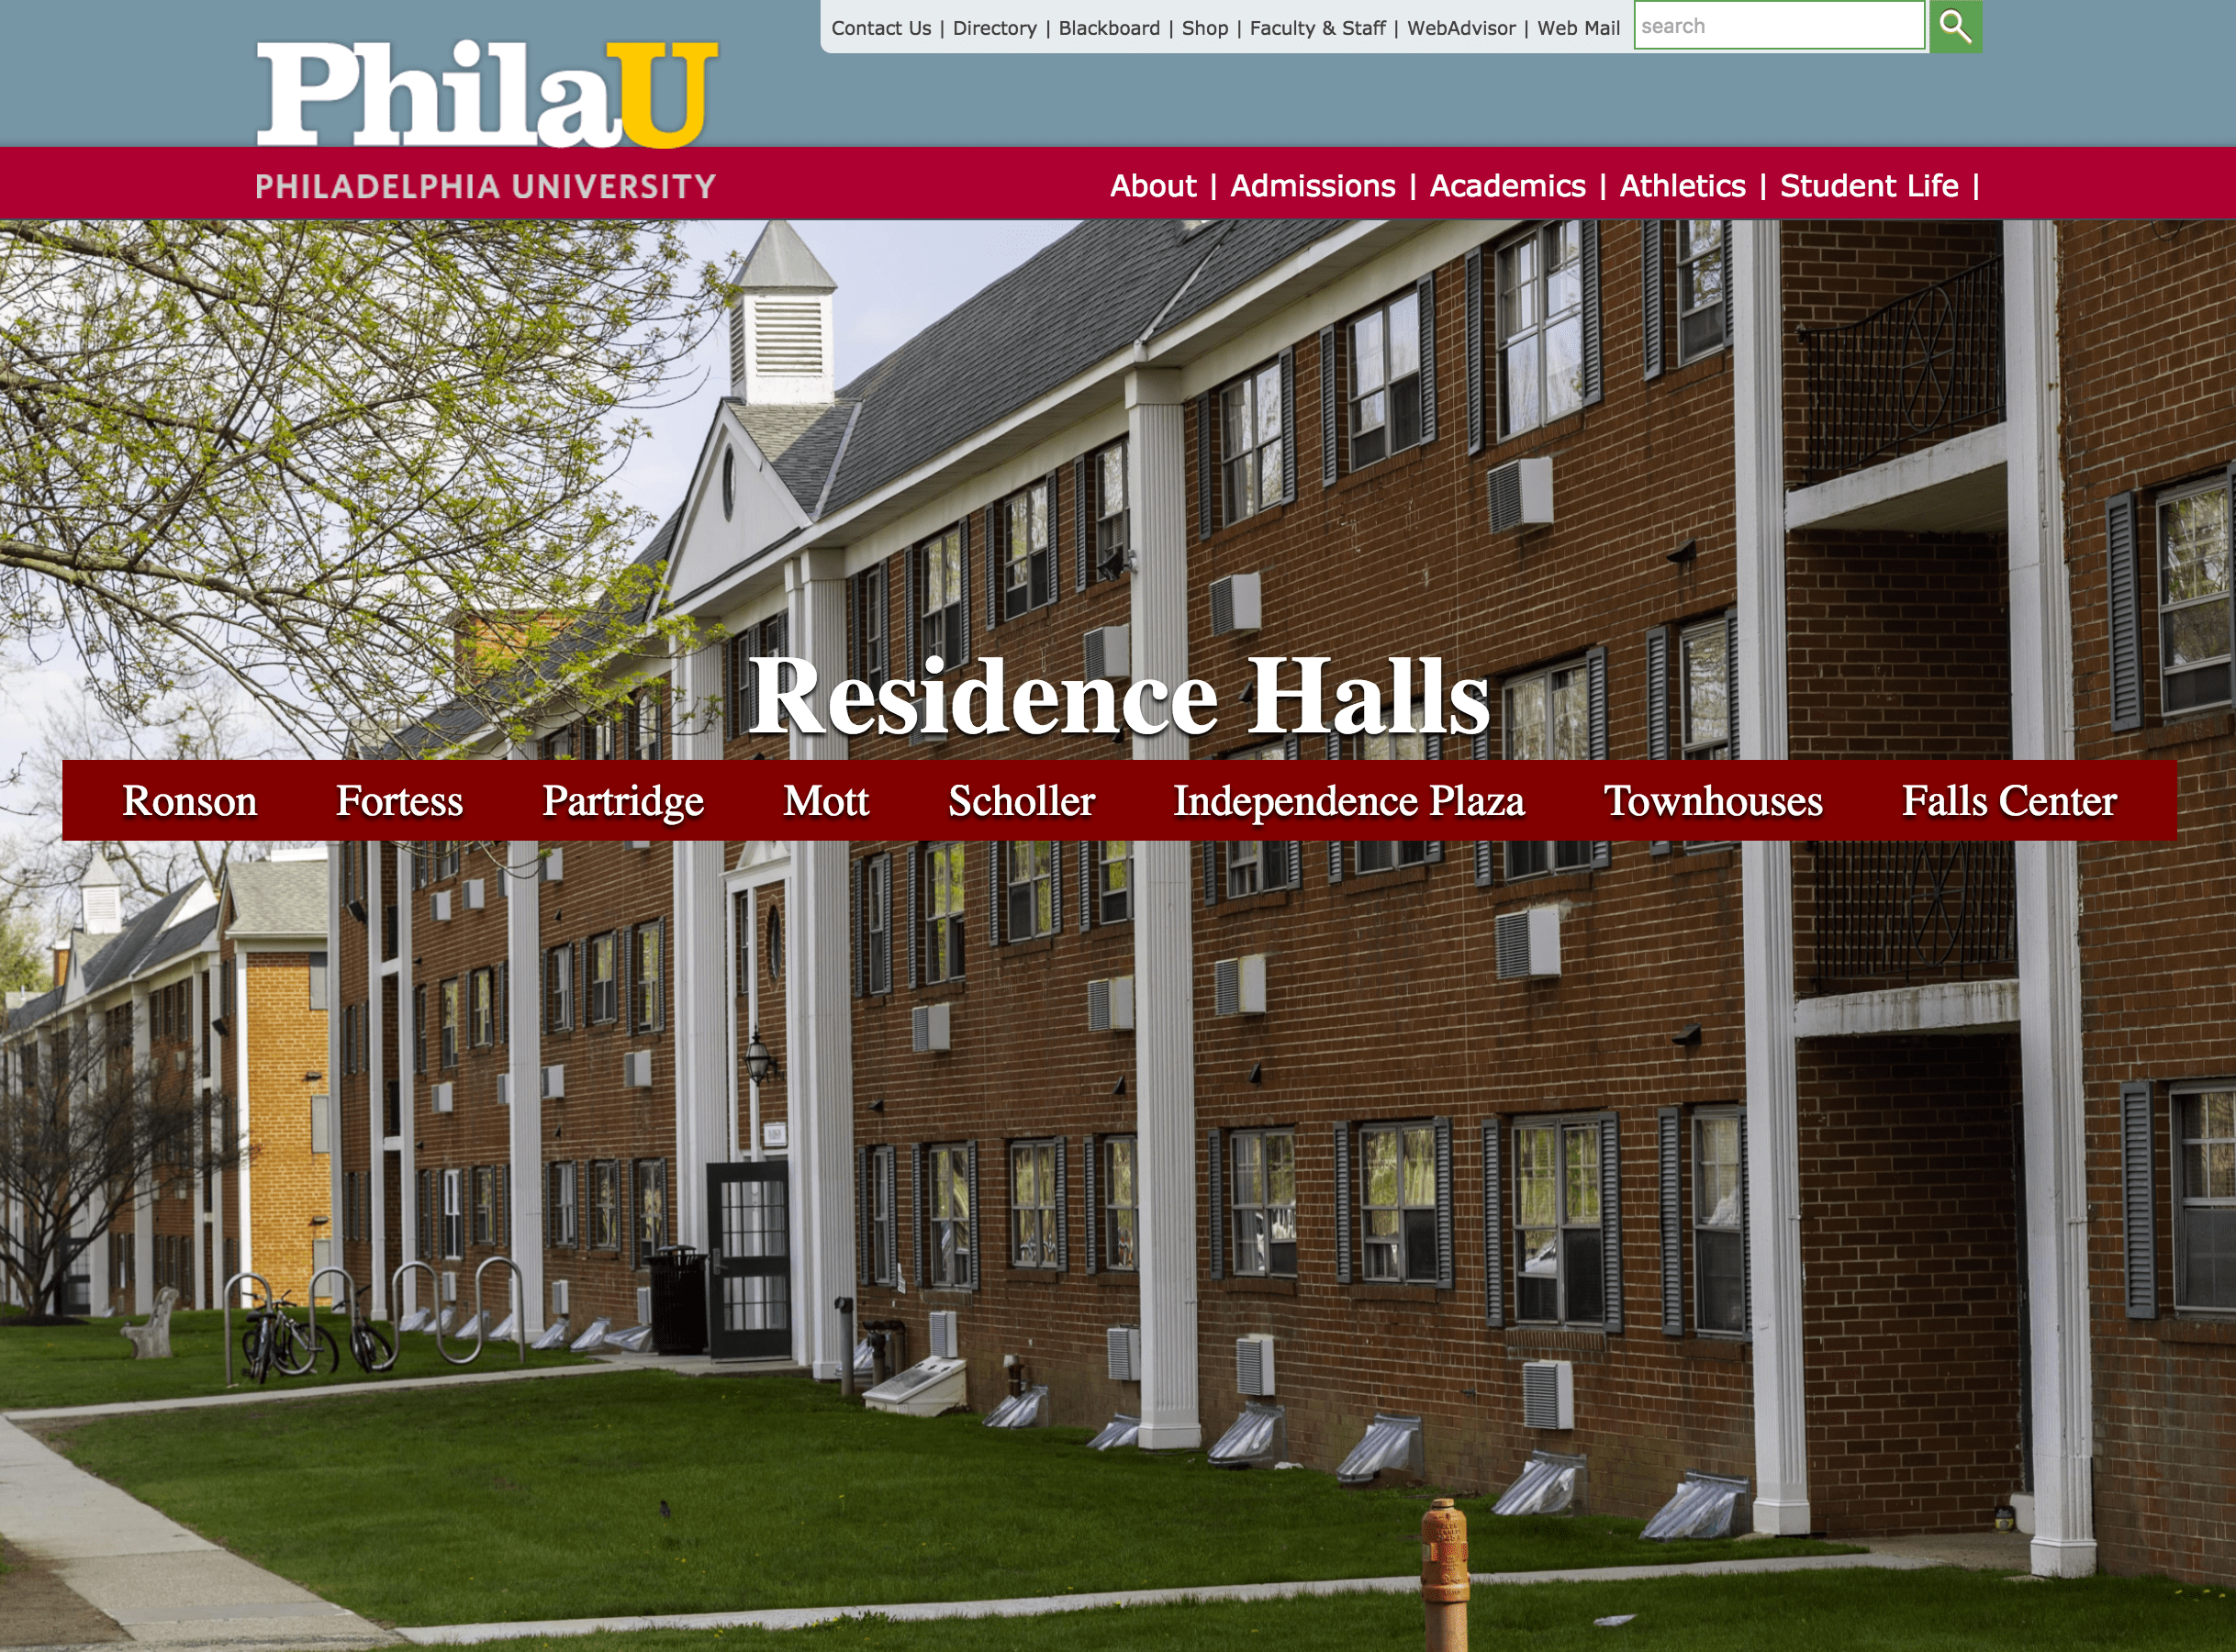 Contact Us | Directory | Blackboard | Shop | Faculty & Staff | WebAdvisor | Web Mail
search
PhilaU
PHILADELPHIA UNIVERSITY
About | Admissions | Academics | Athletics | Student Life |
Residence Halls
Ronson Fortess Partridge Mott Scholler Independence Plaza Townhouses Falls Center